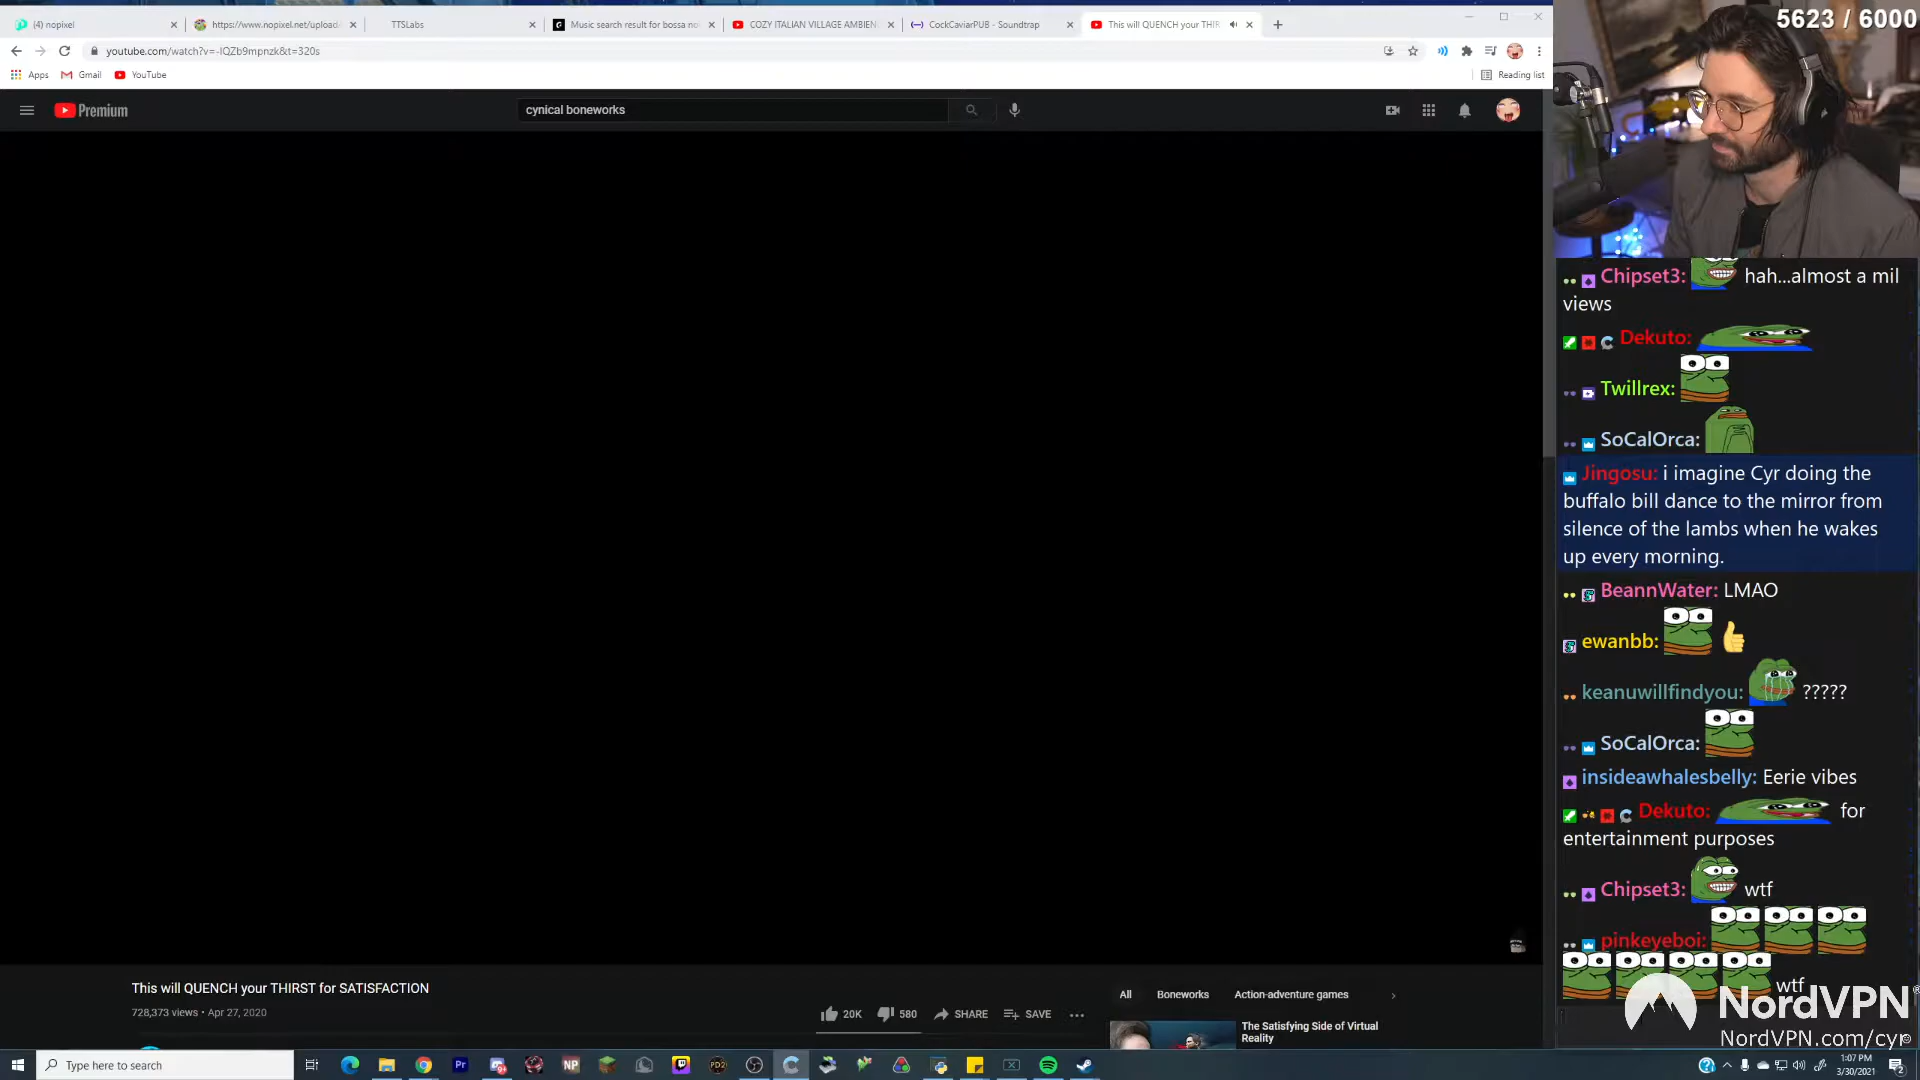 (4) nopixel
https://www.nopixel.net/upload
TTSLabs
Music search result for bossa no
COZY ITALIAN VILLAGE AMBIEN
CockCaviarPUB - Soundtrap
This will QUENCH your THIR
youtube.com/watch?v=-IQZb9mpnzk&t=320s
Apps
Gmail
YouTube
Reading list
Premium
cynical boneworks
5623 / 6000
Chipset3: hah...almost a mil
views
Dekuto:
Twillrex:
SoCalOrca:
Jingosu: i imagine Cyr doing the
buffalo bill dance to the mirror from
silence of the lambs when he wakes
up every morning.
BeannWater: LMAO
ewanbb:
keanuwillfindyou: ?????
SoCalOrca:
insideawhalesbelly: Eerie vibes
Dekuto: for
entertainment purposes
Chipset3: wtf
pinkeyeboi:
wtf
NordVPN
NordVPN.com/cyr
This will QUENCH your THIRST for SATISFACTION
728,373 views • Apr 27, 2020
20K
580
SHARE
SAVE
All
Boneworks
Action-adventure games
The Satisfying Side of Virtual
Reality
Type here to search
Pr
NP
PD2
1:07 PM
3/30/2021